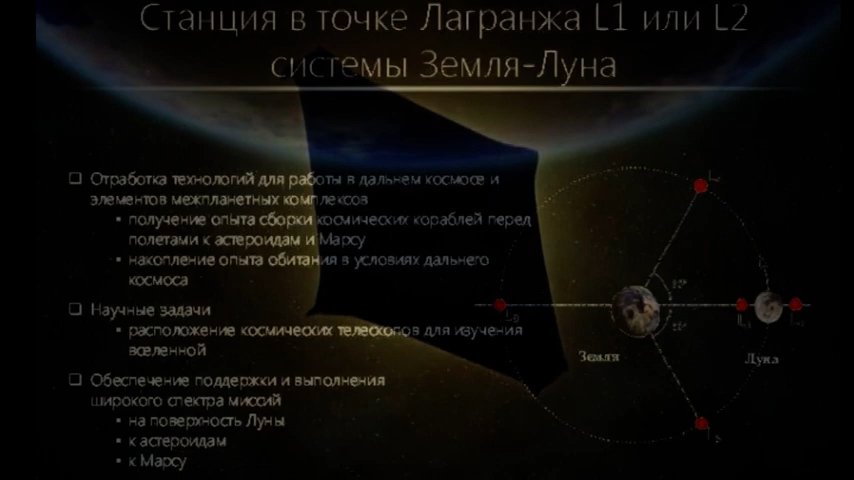 Станция в точке Лагранжа L1 или L2
системы Земля-Луна
❑ Отработка технологий для работы в дальнем космосе и
элементов межпланетных комплексов
• получение опыта сборки космических кораблей перед
полетами к астероидам и Марсу
• накопление опыта обитания в условиях дальнего
космоса
❑ Научные задачи
• расположение космических телескопов для изучения
вселенной
❑ Обеспечение поддержки и выполнения
широкого спектра миссий
• на поверхность Луны
• к астероидам
• к Марсу
Земля
Луна